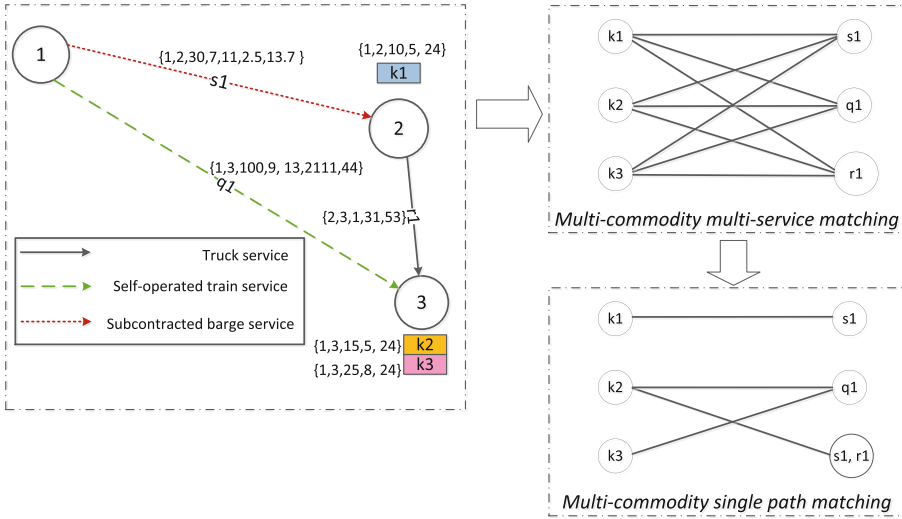 1
{1,2,30,7,11,2.5,13.7 }
s1
{1,2,10,5, 24}
k1
2
{1,3,100,9, 13,2111,44}
q1
{2,3,1,31,53}
r1
Truck service
Self-operated train service
Subcontracted barge service
3
{1,3,15,5, 24}
k2
{1,3,25,8, 24}
k3
k1
s1
k2
q1
k3
r1
Multi-commodity multi-service matching
k1
s1
k2
q1
k3
s1, r1
Multi-commodity single path matching